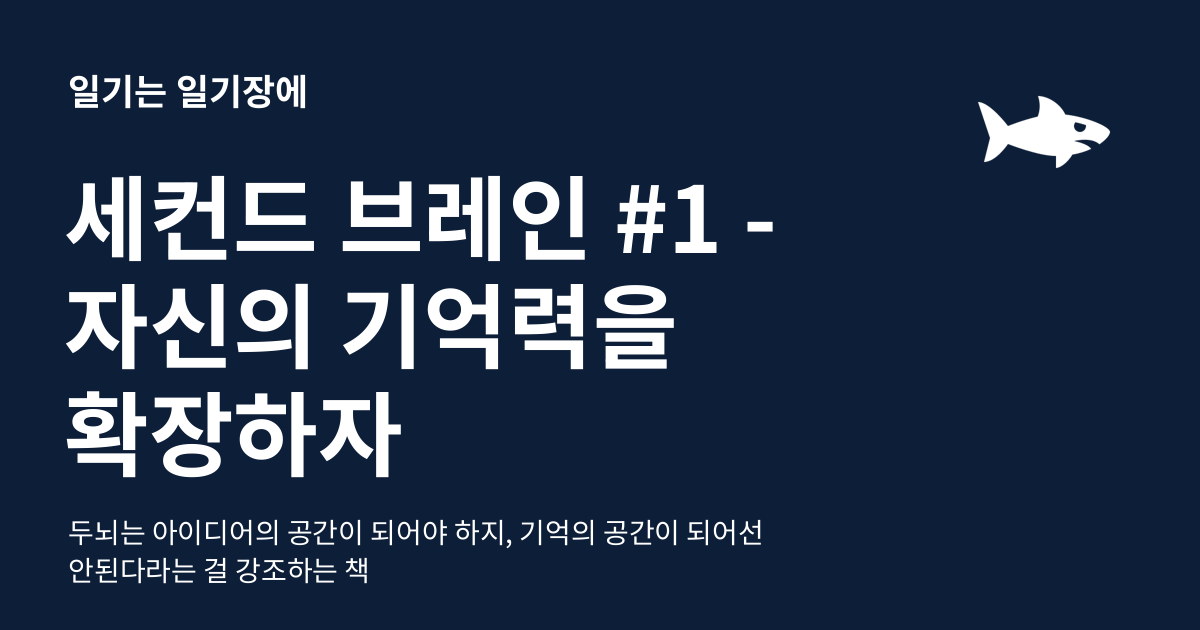 일기는 일기장에
세컨드 브레인 #1 -
자신의 기억력을
확장하자
두뇌는 아이디어의 공간이 되어야 하지, 기억의 공간이 되어선
안된다라는 걸 강조하는 책